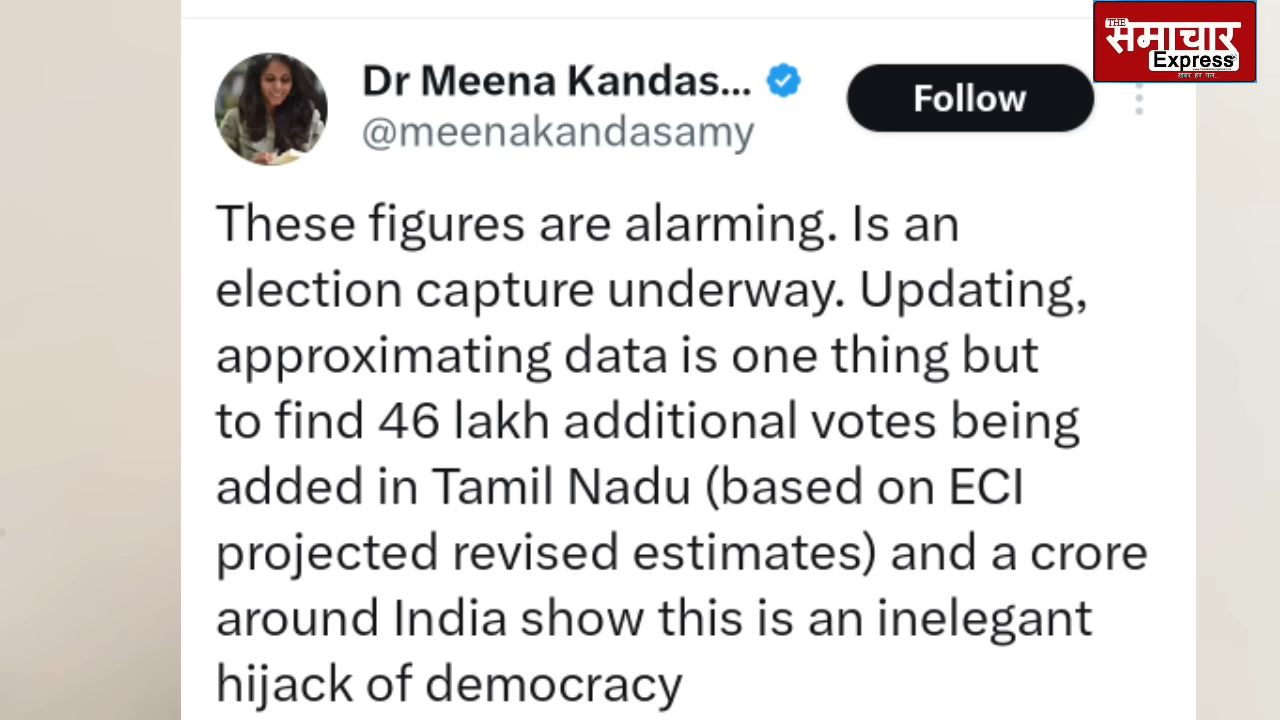 THE
समाचार
Express
Dr Meena Kandas...
@meenakandasamy
Follow
These figures are alarming. Is an
election capture underway. Updating,
approximating data is one thing but
to find 46 lakh additional votes being
added in Tamil Nadu (based on ECI
projected revised estimates) and a crore
around India show this is an inelegant
hijack of democracy